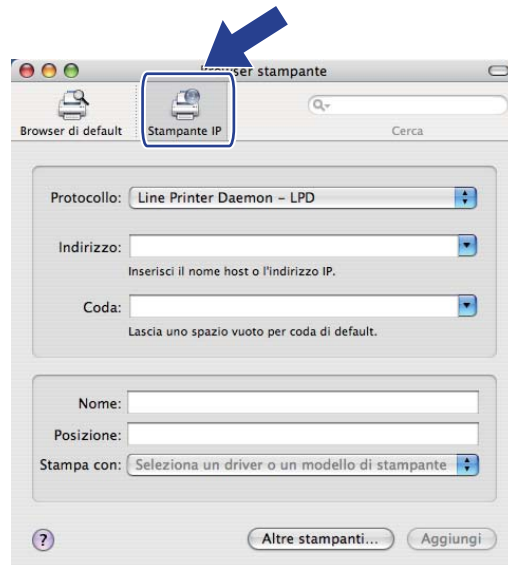 Browser stampante
Browser di default
Stampante IP
Cerca
Protocollo: Line Printer Daemon – LPD
Indirizzo:
Inserisci il nome host o l'indirizzo IP.
Coda:
Lascia uno spazio vuoto per coda di default.
Nome:
Posizione:
Stampa con: Seleziona un driver o un modello di stampante
?
Altre stampanti... Aggiungi